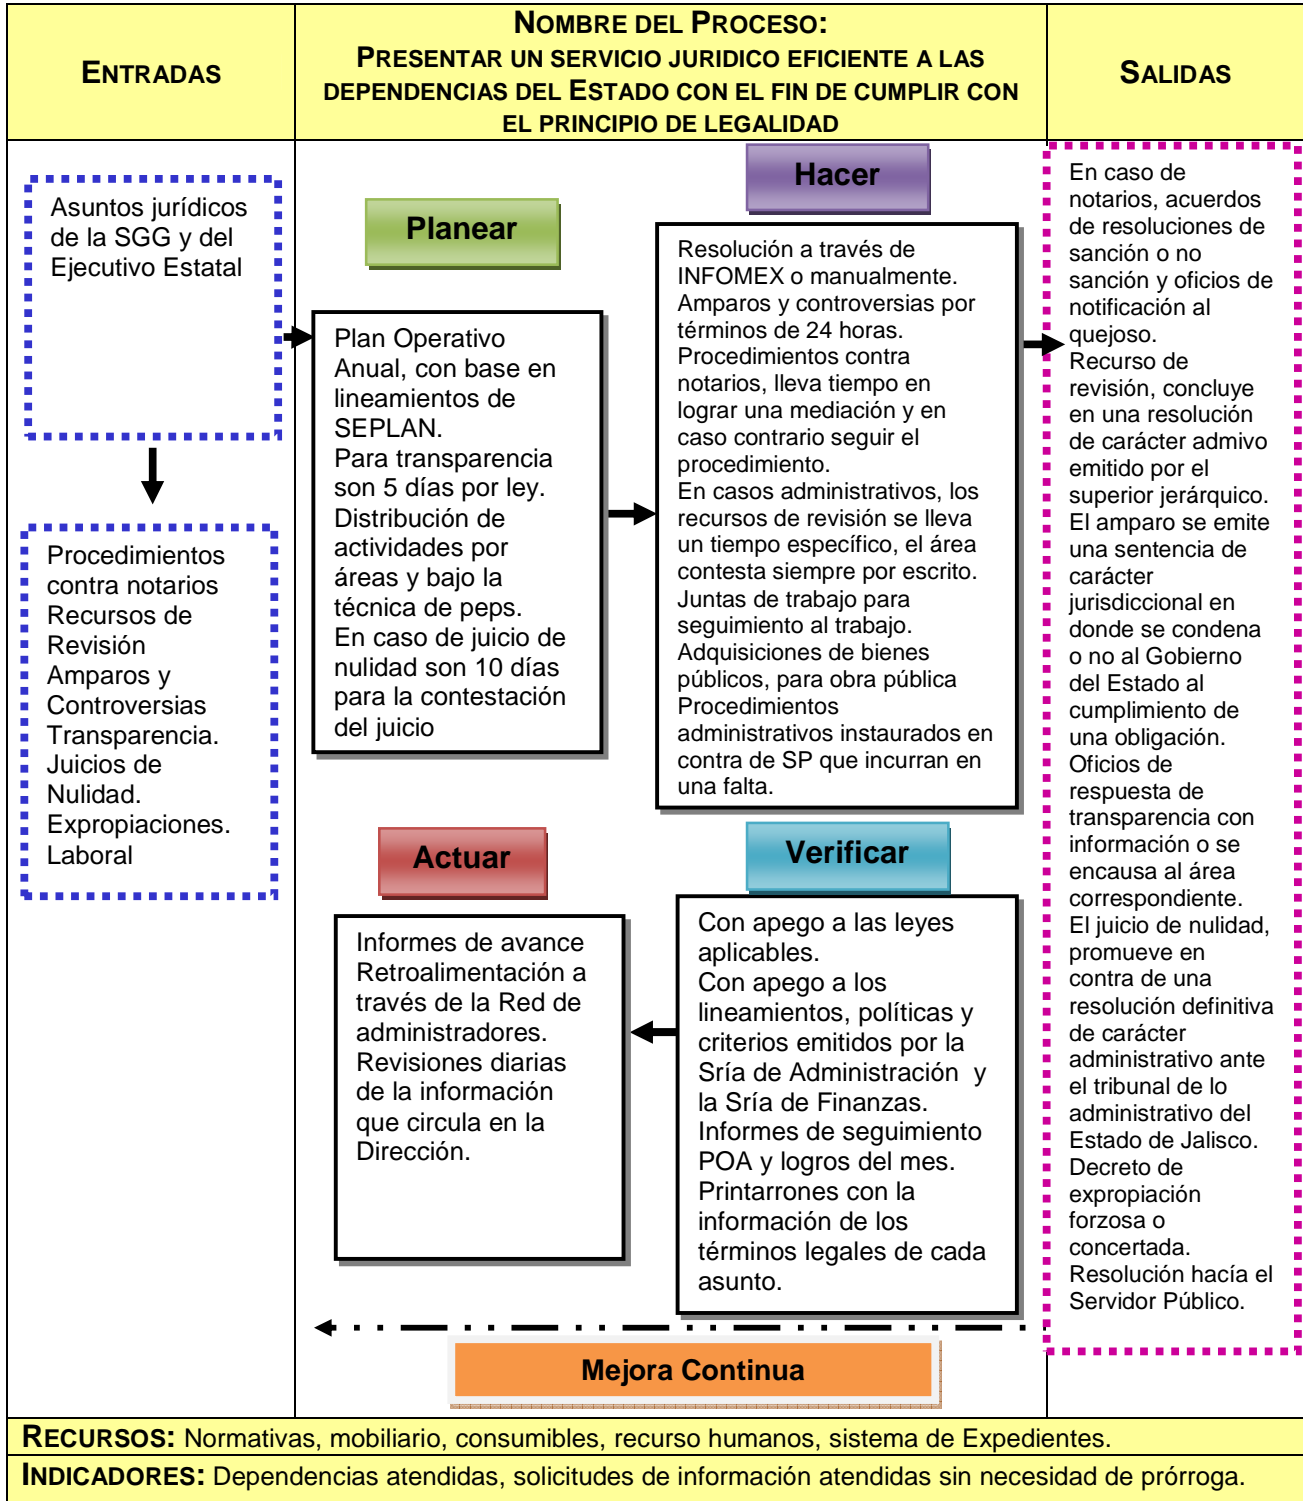 ENTRADAS
NOMBRE DEL PROCESO:
PRESENTAR UN SERVICIO JURIDICO EFICIENTE A LAS
DEPENDENCIAS DEL ESTADO CON EL FIN DE CUMPLIR CON
EL PRINCIPIO DE LEGALIDAD
SALIDAS
Asuntos jurídicos
de la SGG y del
Ejecutivo Estatal
Procedimientos
contra notarios
Recursos de
Revisión
Amparos y
Controversias
Transparencia.
Juicios de
Nulidad.
Expropiaciones.
Laboral
Planear
Plan Operativo
Anual, con base en
lineamientos de
SEPLAN.
Para transparencia
son 5 días por ley.
Distribución de
actividades por
áreas y bajo la
técnica de peps.
En caso de juicio de
nulidad son 10 días
para la contestación
del juicio
Hacer
Resolución a través de
INFOMEX o manualmente.
Amparos y controversias por
términos de 24 horas.
Procedimientos contra
notarios, lleva tiempo en
lograr una mediación y en
caso contrario seguir el
procedimiento.
En casos administrativos, los
recursos de revisión se lleva
un tiempo específico, el área
contesta siempre por escrito.
Juntas de trabajo para
seguimiento al trabajo.
Adquisiciones de bienes
públicos, para obra pública
Procedimientos
administrativos instaurados en
contra de SP que incurran en
una falta.
Actuar
Informes de avance
Retroalimentación a
través de la Red de
administradores.
Revisiones diarias
de la información
que circula en la
Dirección.
Verificar
Con apego a las leyes
aplicables.
Con apego a los
lineamientos, políticas y
criterios emitidos por la
Sría de Administración y
la Sría de Finanzas.
Informes de seguimiento
POA y logros del mes.
Printarrones con la
información de los
términos legales de cada
asunto.
Mejora Continua
En caso de
notarios, acuerdos
de resoluciones de
sanción o no
sanción y oficios de
notificación al
quejoso.
Recurso de
revisión, concluye
en una resolución
de carácter admivo
emitido por el
superior jerárquico.
El amparo se emite
una sentencia de
carácter
jurisdiccional en
donde se condena
o no al Gobierno
del Estado al
cumplimiento de
una obligación.
Oficios de
respuesta de
transparencia con
información o se
encausa al área
correspondiente.
El juicio de nulidad,
promueve en
contra de una
resolución definitiva
de carácter
administrativo ante
el tribunal de lo
administrativo del
Estado de Jalisco.
Decreto de
expropiación
forzosa o
concertada.
Resolución hacía el
Servidor Público.
RECURSOS: Normativas, mobiliario, consumibles, recurso humanos, sistema de Expedientes.
INDICADORES: Dependencias atendidas, solicitudes de información atendidas sin necesidad de prórroga.